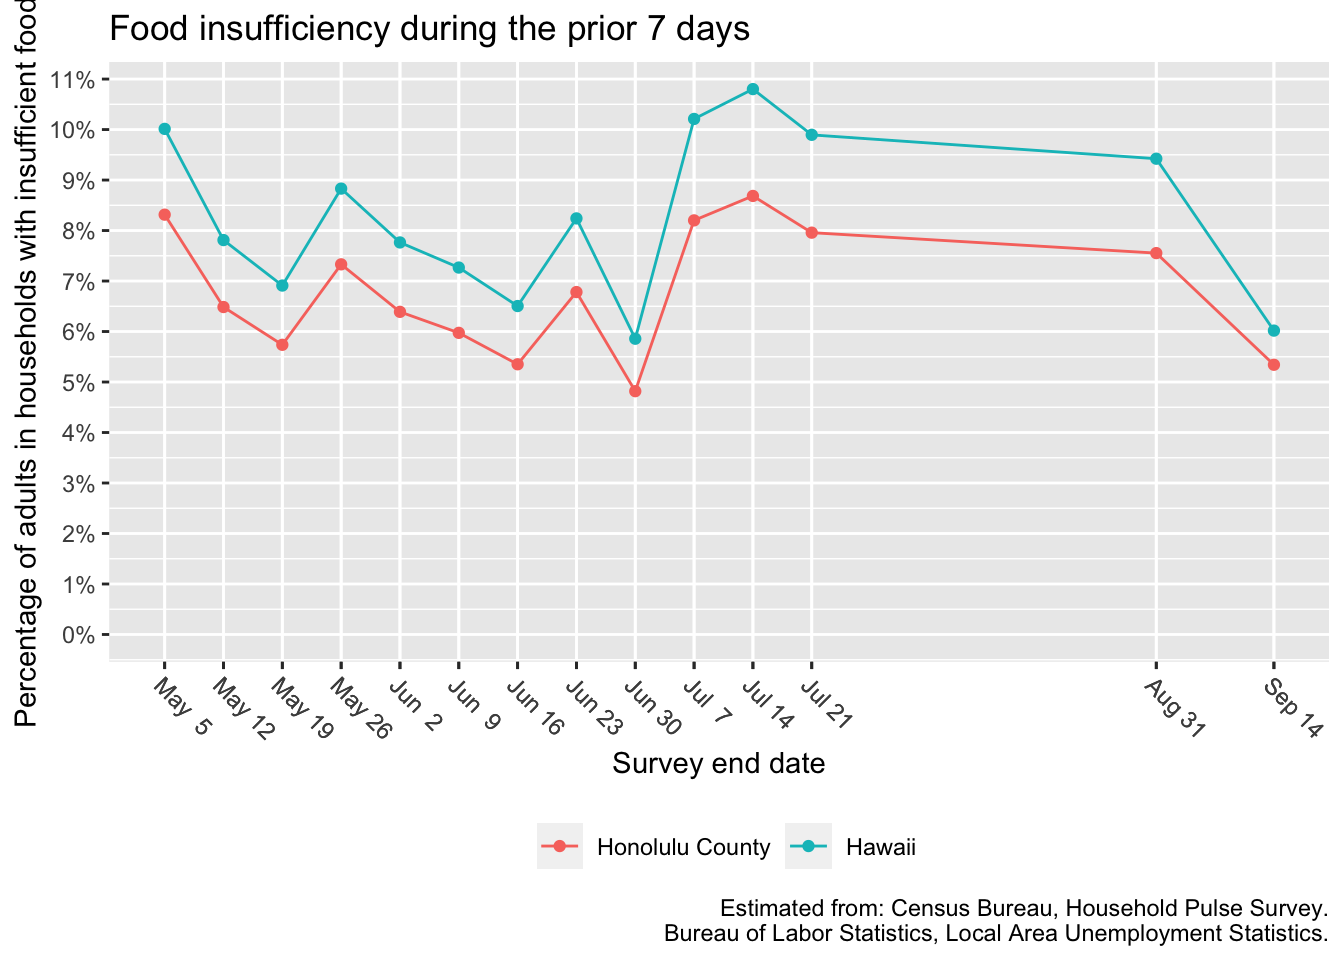 Food insufficiency during the prior 7 days
Percentage of adults in households with insufficient food
11%
10%
9%
8%
7%
6%
5%
4%
3%
2%
1%
0%
May 5
May 12
May 19
May 26
Jun 2
Jun 9
Jun 16
Jun 23
Jun 30
Jul 7
Jul 14
Jul 21
Aug 31
Sep 14
Survey end date
Honolulu County
Hawaii
Estimated from: Census Bureau, Household Pulse Survey.
Bureau of Labor Statistics, Local Area Unemployment Statistics.